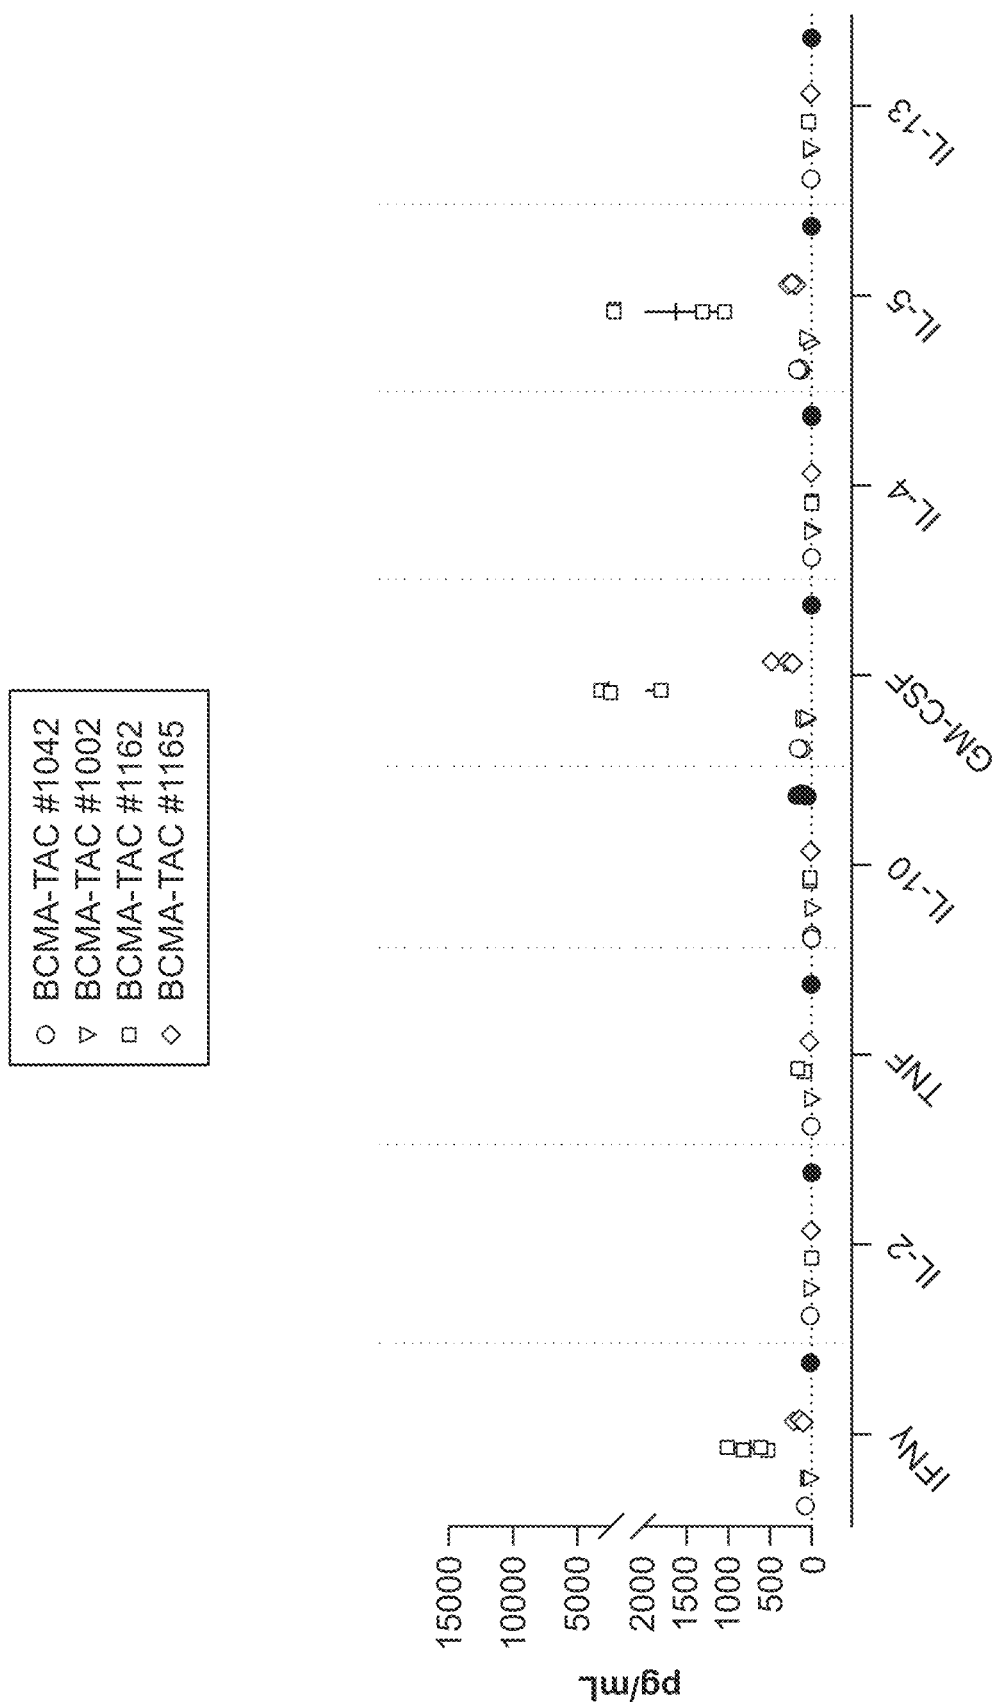 BCMA-TAC #1042
BCMA-TAC #1002
BCMA-TAC #1162
BCMA-TAC #1165
pg/mL
15000
10000
5000
2000
1500
1000
500
0
IFNγ
IL-2
TNF
IL-10
GM-CSF
IL-4
IL-5
IL-13